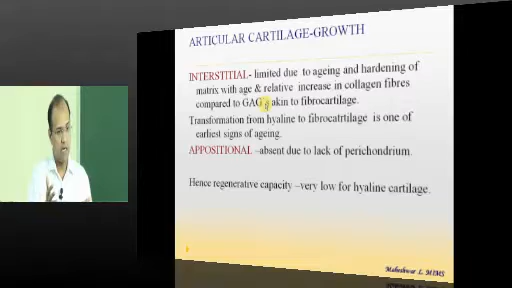 ARTICULAR CARTILAGE-GROWTH
INTERSTITIAL- limited due to ageing and hardening of
matrix with age & relative increase in collagen fibres
compared to GAG akin to fibrocartilage.
Transformation from hyaline to fibrocatrtilage is one of
earliest signs of ageing.
APPOSITIONAL –absent due to lack of perichondrium.
Hence regenerative capacity –very low for hyaline cartilage.
Maheshwar L. MIMS